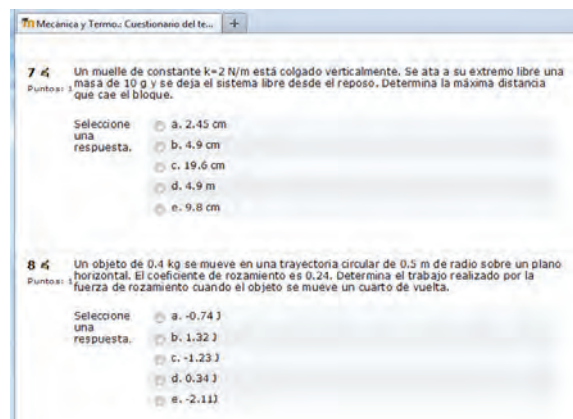 Mecánica y Termo.: Cuestionario del te...
7 Un muelle de constante k=2 N/m está colgado verticalmente. Se ata a su extremo libre una
Puntos: 1 masa de 10 g y se deja el sistema libre desde el reposo. Determina la máxima distancia
que cae el bloque.
Seleccione una respuesta.
a. 2.45 cm
b. 4.9 cm
c. 19.6 cm
d. 4.9 m
e. 9.8 cm
8 Un objeto de 0.4 kg se mueve en una trayectoria circular de 0.5 m de radio sobre un plano
Puntos: 1 horizontal. El coeficiente de rozamiento es 0.24. Determina el trabajo realizado por la
fuerza de rozamiento cuando el objeto se mueve un cuarto de vuelta.
Seleccione una respuesta.
a. -0.74 J
b. 1.32 J
c. -1.23 J
d. 0.34 J
e. -2.11J